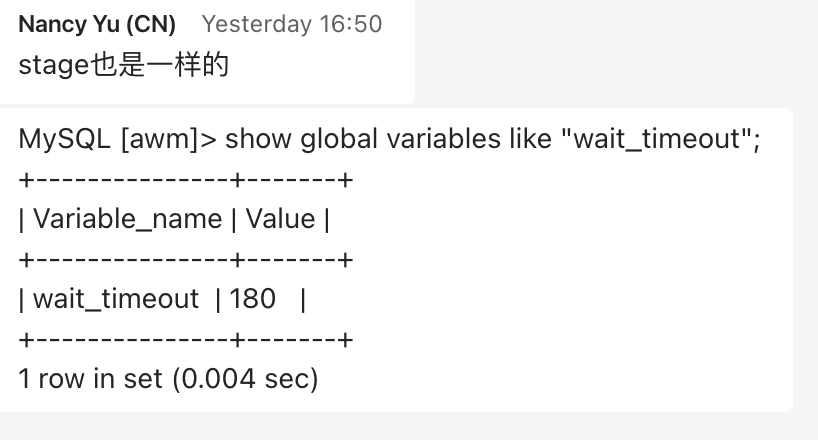 Nancy Yu (CN) Yesterday 16:50
stage也是一样的
MySQL [awm]> show global variables like "wait_timeout";
+---------------+-------+
| Variable_name | Value |
+---------------+-------+
| wait_timeout  | 180   |
+---------------+-------+
1 row in set (0.004 sec)